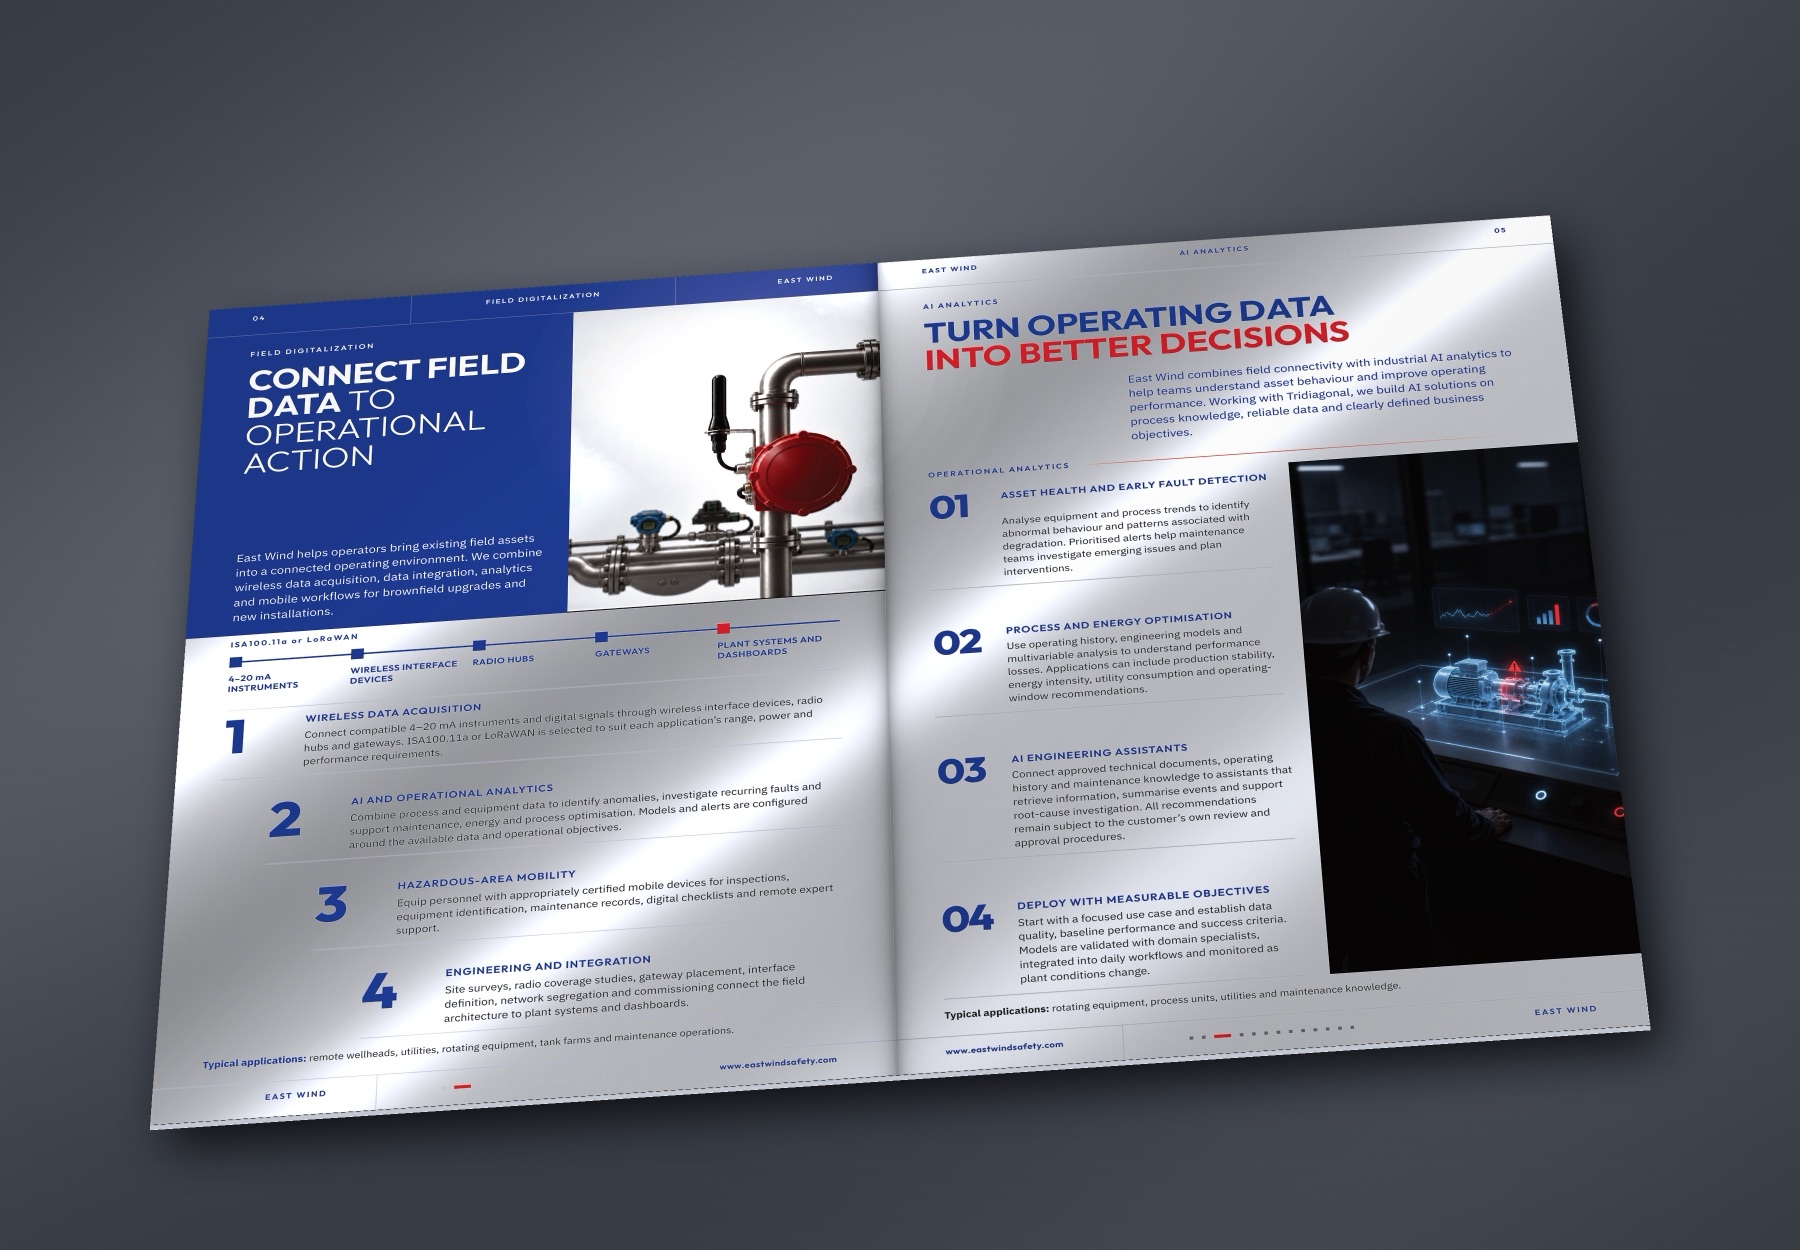 04
FIELD DIGITALIZATION
EAST WIND
FIELD DIGITALIZATION
CONNECT FIELD
DATA TO
OPERATIONAL
ACTION
East Wind helps operators bring existing field assets
into a connected operating environment. We combine
wireless data acquisition, data integration, analytics
and mobile workflows for brownfield upgrades and
new installations.
ISA100.11a or LoRaWAN
4–20 mA
INSTRUMENTS
WIRELESS INTERFACE
DEVICES
RADIO HUBS
GATEWAYS
PLANT SYSTEMS AND
DASHBOARDS
1
WIRELESS DATA ACQUISITION
Connect compatible 4–20 mA instruments and digital signals through wireless interface devices, radio
hubs and gateways. ISA100.11a or LoRaWAN is selected to suit each application's range, power and
performance requirements.
2
AI AND OPERATIONAL ANALYTICS
Combine process and equipment data to identify anomalies, investigate recurring faults and
support maintenance, energy and process optimisation. Models and alerts are configured
around the available data and operational objectives.
3
HAZARDOUS-AREA MOBILITY
Equip personnel with appropriately certified mobile devices for inspections,
equipment identification, maintenance records, digital checklists and remote expert
support.
4
ENGINEERING AND INTEGRATION
Site surveys, radio coverage studies, gateway placement, interface
definition, network segregation and commissioning connect the field
architecture to plant systems and dashboards.
Typical applications: remote wellheads, utilities, rotating equipment, tank farms and maintenance operations.
EAST WIND
www.eastwindsafety.com
EAST WIND
AI ANALYTICS
05
AI ANALYTICS
TURN OPERATING DATA
INTO BETTER DECISIONS
East Wind combines field connectivity with industrial AI analytics to
help teams understand asset behaviour and improve operating
performance. Working with Tridiagonal, we build AI solutions on
process knowledge, reliable data and clearly defined business
objectives.
OPERATIONAL ANALYTICS
01
ASSET HEALTH AND EARLY FAULT DETECTION
Analyse equipment and process trends to identify
abnormal behaviour and patterns associated with
degradation. Prioritised alerts help maintenance
teams investigate emerging issues and plan
interventions.
02
PROCESS AND ENERGY OPTIMISATION
Use operating history, engineering models and
multivariable analysis to understand performance
losses. Applications can include production stability,
energy intensity, utility consumption and operating-
window recommendations.
03
AI ENGINEERING ASSISTANTS
Connect approved technical documents, operating
history and maintenance knowledge to assistants that
retrieve information, summarise events and support
root-cause investigation. All recommendations
remain subject to the customer's own review and
approval procedures.
04
DEPLOY WITH MEASURABLE OBJECTIVES
Start with a focused use case and establish data
quality, baseline performance and success criteria.
Models are validated with domain specialists,
integrated into daily workflows and monitored as
plant conditions change.
Typical applications: rotating equipment, process units, utilities and maintenance knowledge.
www.eastwindsafety.com
EAST WIND